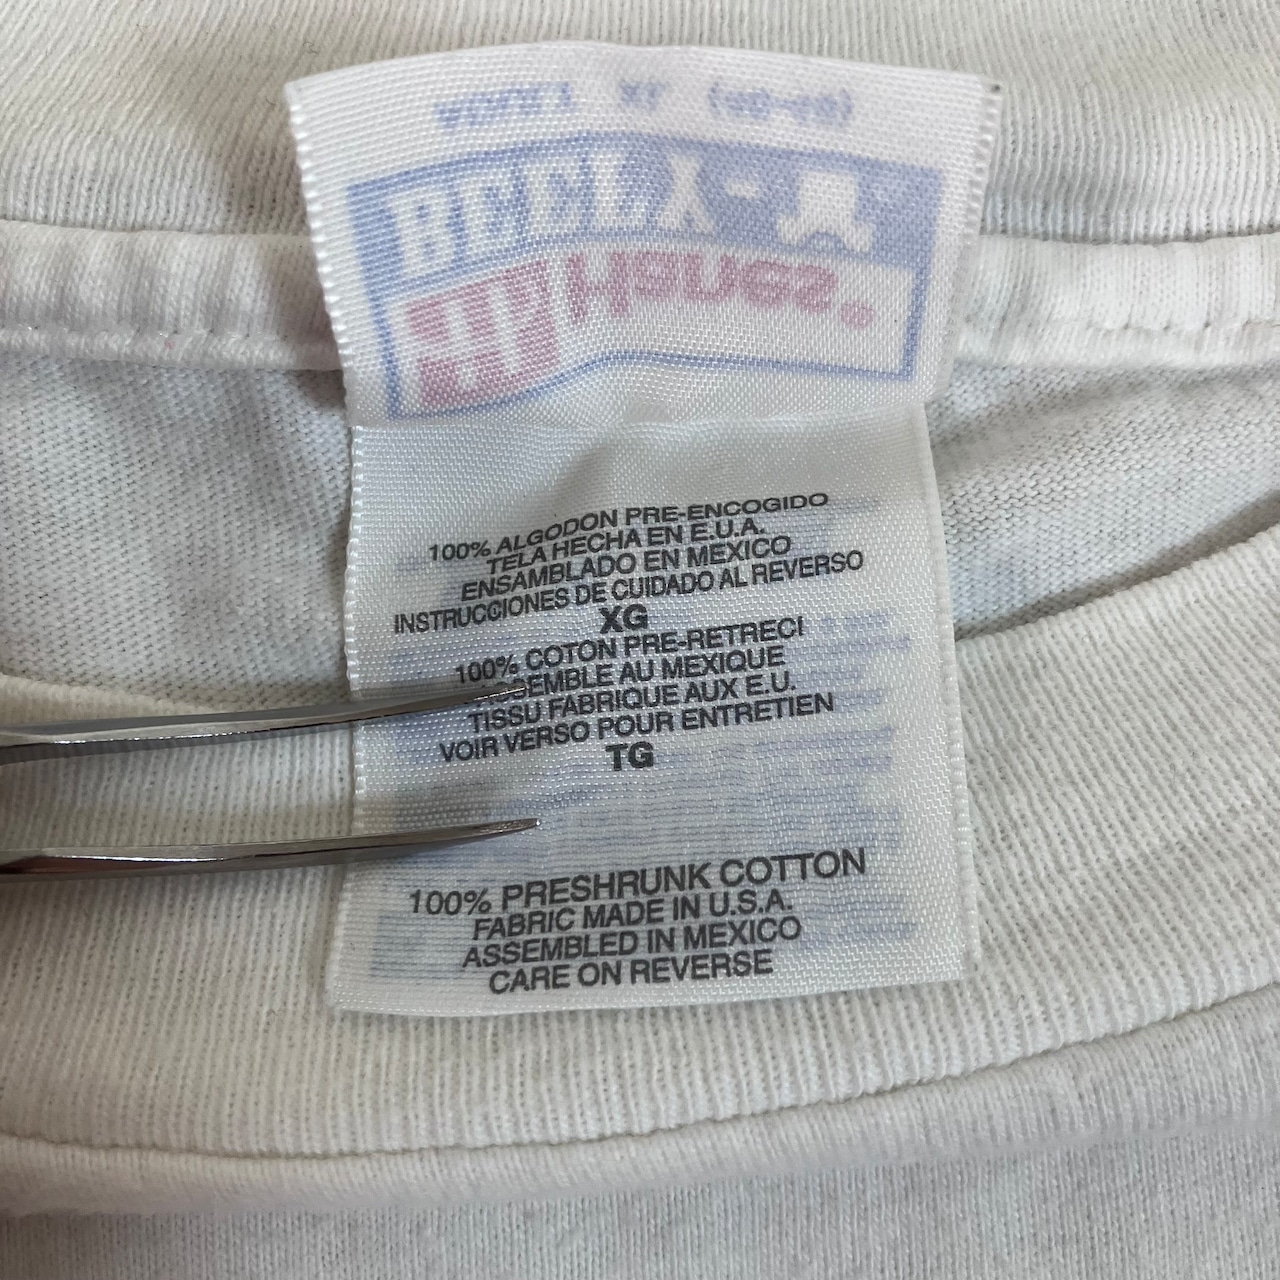 100% ALGODON PRE-ENCOGIDO
TELA HECHA EN E.U.A.
ENSAMBLADO EN MEXICO
INSTRUCCIONES DE CUIDADO AL REVERSO
XG
100% COTON PRE-RETRECI
AU MEXIQUE
TISSU FABRIQUE AUX E.U.
VOIR VERSO POUR ENTRETIEN
TG
100% PRESHRUNK COTTON
FABRIC MADE IN U.S.A.
ASSEMBLED IN MEXICO
CARE ON REVERSE